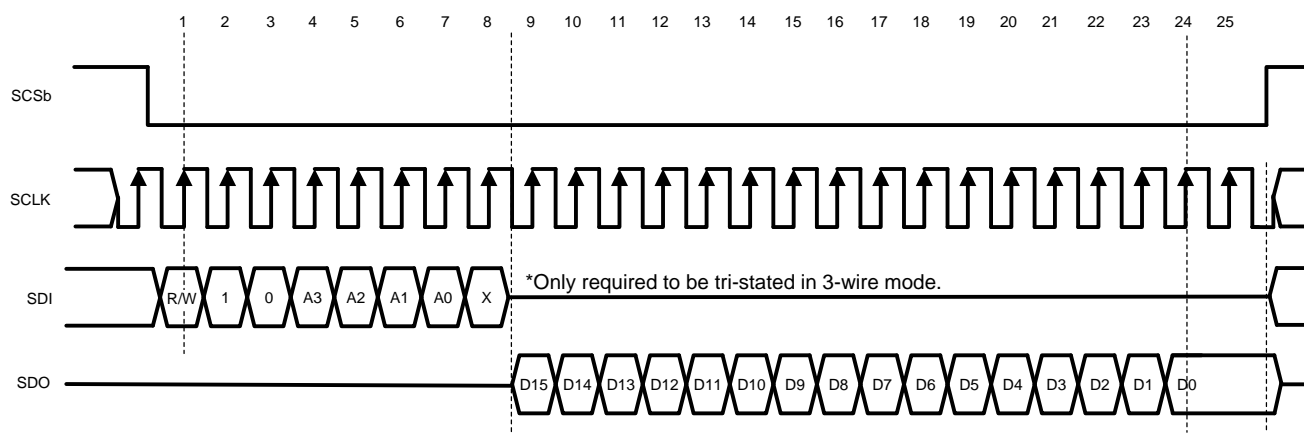 1 2 3 4 5 6 7 8 9 10 11 12 13 14 15 16 17 18 19 20 21 22 23 24 25
SCSb
SCLK
*Only required to be tri-stated in 3-wire mode.
SDI R/W 1 0 A3 A2 A1 A0 X
SDO D15 D14 D13 D12 D11 D10 D9 D8 D7 D6 D5 D4 D3 D2 D1 D0